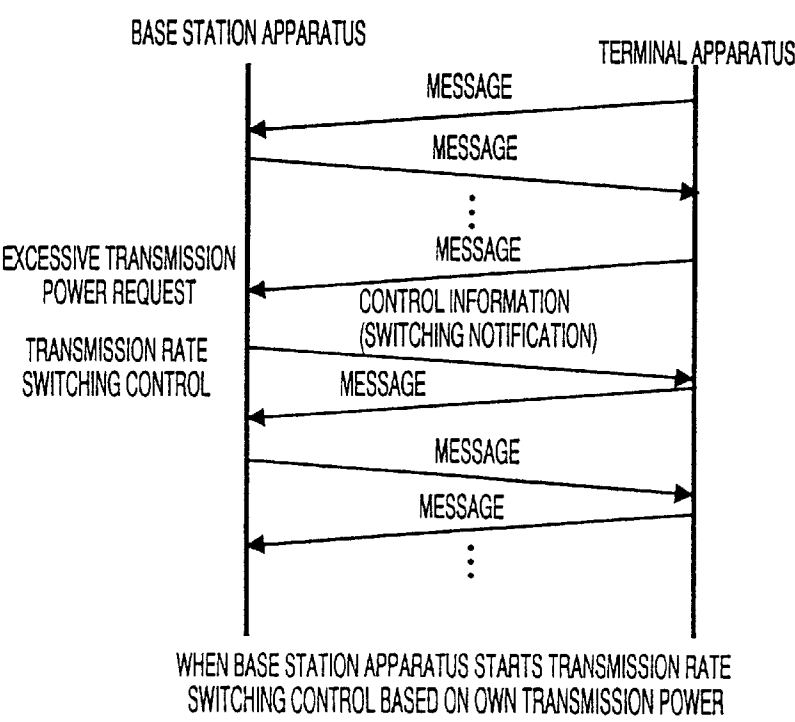 BASE STATION APPARATUS
TERMINAL APPARATUS
MESSAGE
MESSAGE
MESSAGE
EXCESSIVE TRANSMISSION
POWER REQUEST
CONTROL INFORMATION
(SWITCHING NOTIFICATION)
TRANSMISSION RATE
SWITCHING CONTROL
MESSAGE
MESSAGE
MESSAGE
WHEN BASE STATION APPARATUS STARTS TRANSMISSION RATE
SWITCHING CONTROL BASED ON OWN TRANSMISSION POWER